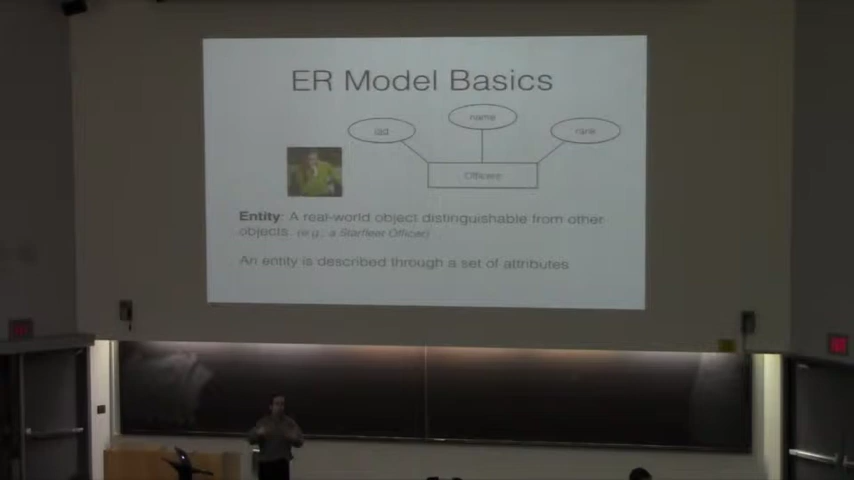 ER Model Basics
name
Officers
Entity: A real-world object distinguishable from other
objects. (e.g., a Starfleet Officer)
An entity is described through a set of attributes.